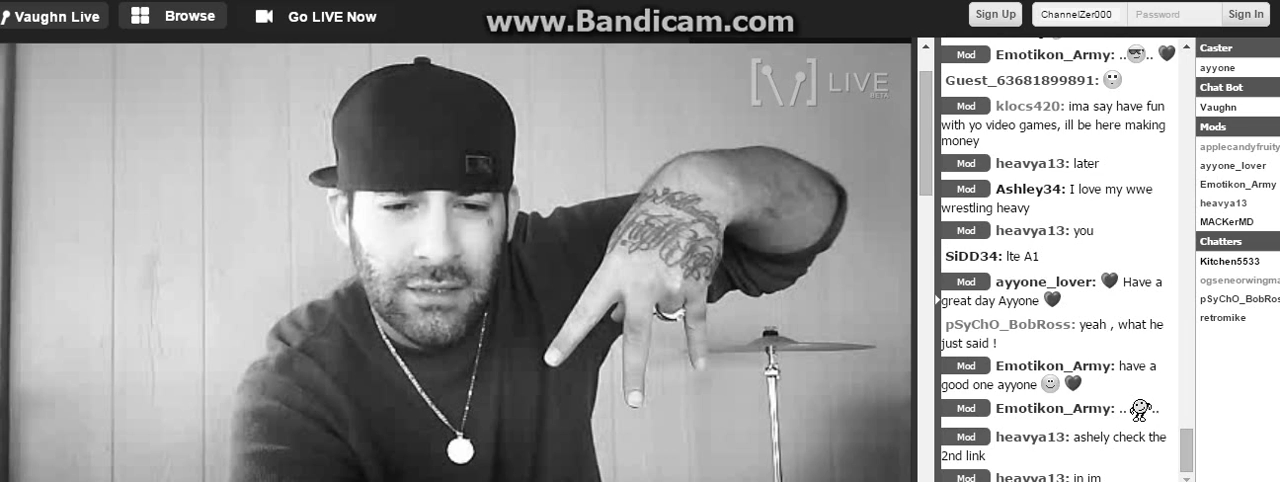 Vaughn Live
Browse
Go LIVE Now
www.Bandicam.com
Sign Up
ChannelZer000
Password
Sign In
[V] LIVE
BETA
Mod Emotikon_Army: .. ..
Guest_63681899891:
Mod klocs420: ima say have fun
with yo video games, ill be here making
money
Mod heavya13: later
Mod Ashley34: I love my wwe
wrestling heavy
Mod heavya13: you
SiDD34: lte A1
Mod ayyone_lover: Have a
great day Ayyone
pSyChO_BobRoss: yeah , what he
just said !
Mod Emotikon_Army: have a
good one ayyone
Mod Emotikon_Army: .. ..
Mod heavya13: ashely check the
2nd link
Mod heavya13: in im
Caster
ayyone
Chat Bot
Vaughn
Mods
applecandyfruity
ayyone_lover
Emotikon_Army
heavya13
MACKerMD
Chatters
Kitchen5533
ogseneorwingma
pSyChO_BobRos
retromike